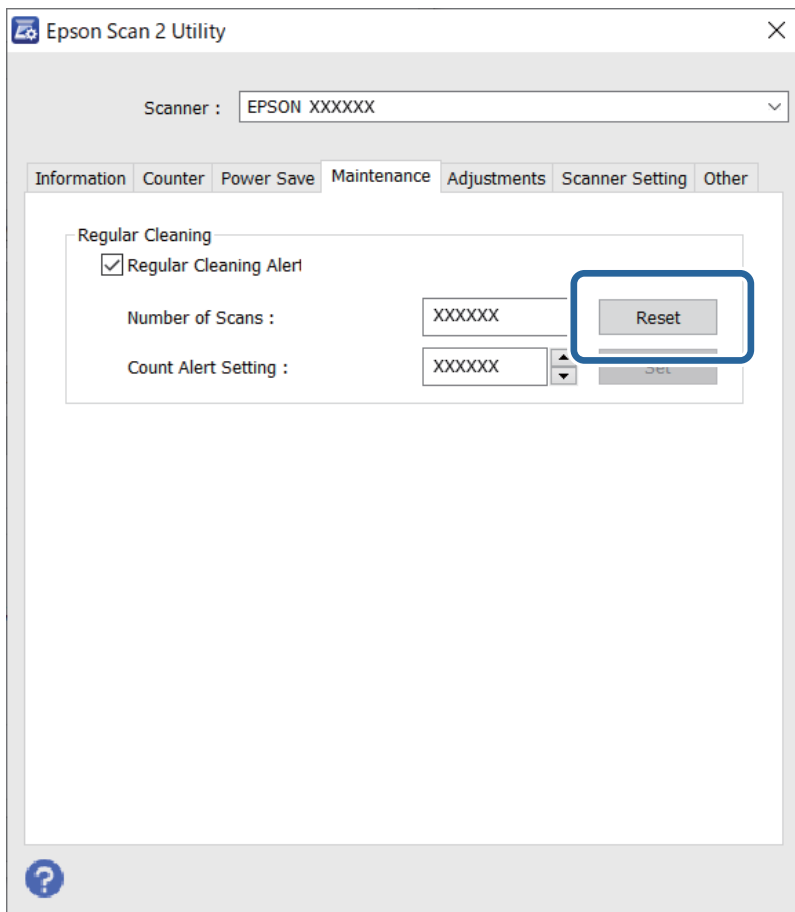 Epson Scan 2 Utility
Scanner : EPSON XXXXXX
Information Counter Power Save Maintenance Adjustments Scanner Setting Other
Regular Cleaning
Regular Cleaning Alert
Number of Scans : XXXXXX Reset
Count Alert Setting : XXXXXX Set
?